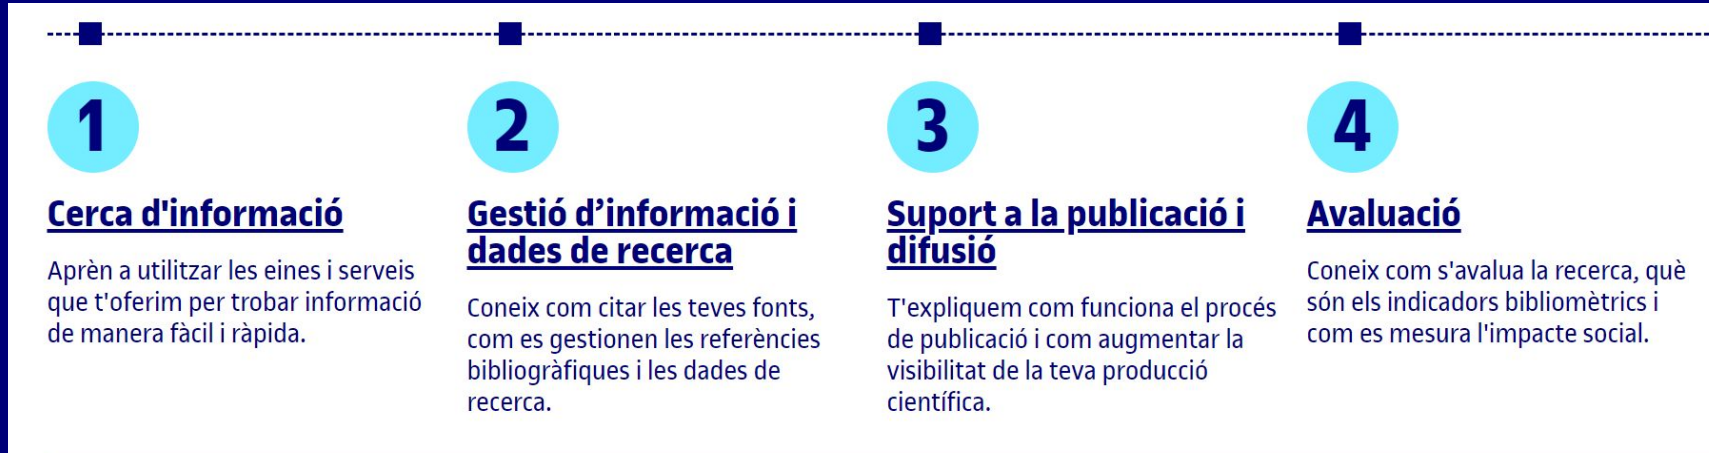 1
Cerca d'informació
Aprèn a utilitzar les eines i serveis
que t'oferim per trobar informació
de manera fàcil i ràpida.
2
Gestió d’informació i
dades de recerca
Coneix com citar les teves fonts,
com es gestionen les referències
bibliogràfiques i les dades de
recerca.
3
Suport a la publicació i
difusió
T'expliquem com funciona el procés
de publicació i com augmentar la
visibilitat de la teva producció
científica.
4
Avaluació
Coneix com s'avalua la recerca, què
són els indicadors bibliomètrics i
com es mesura l'impacte social.